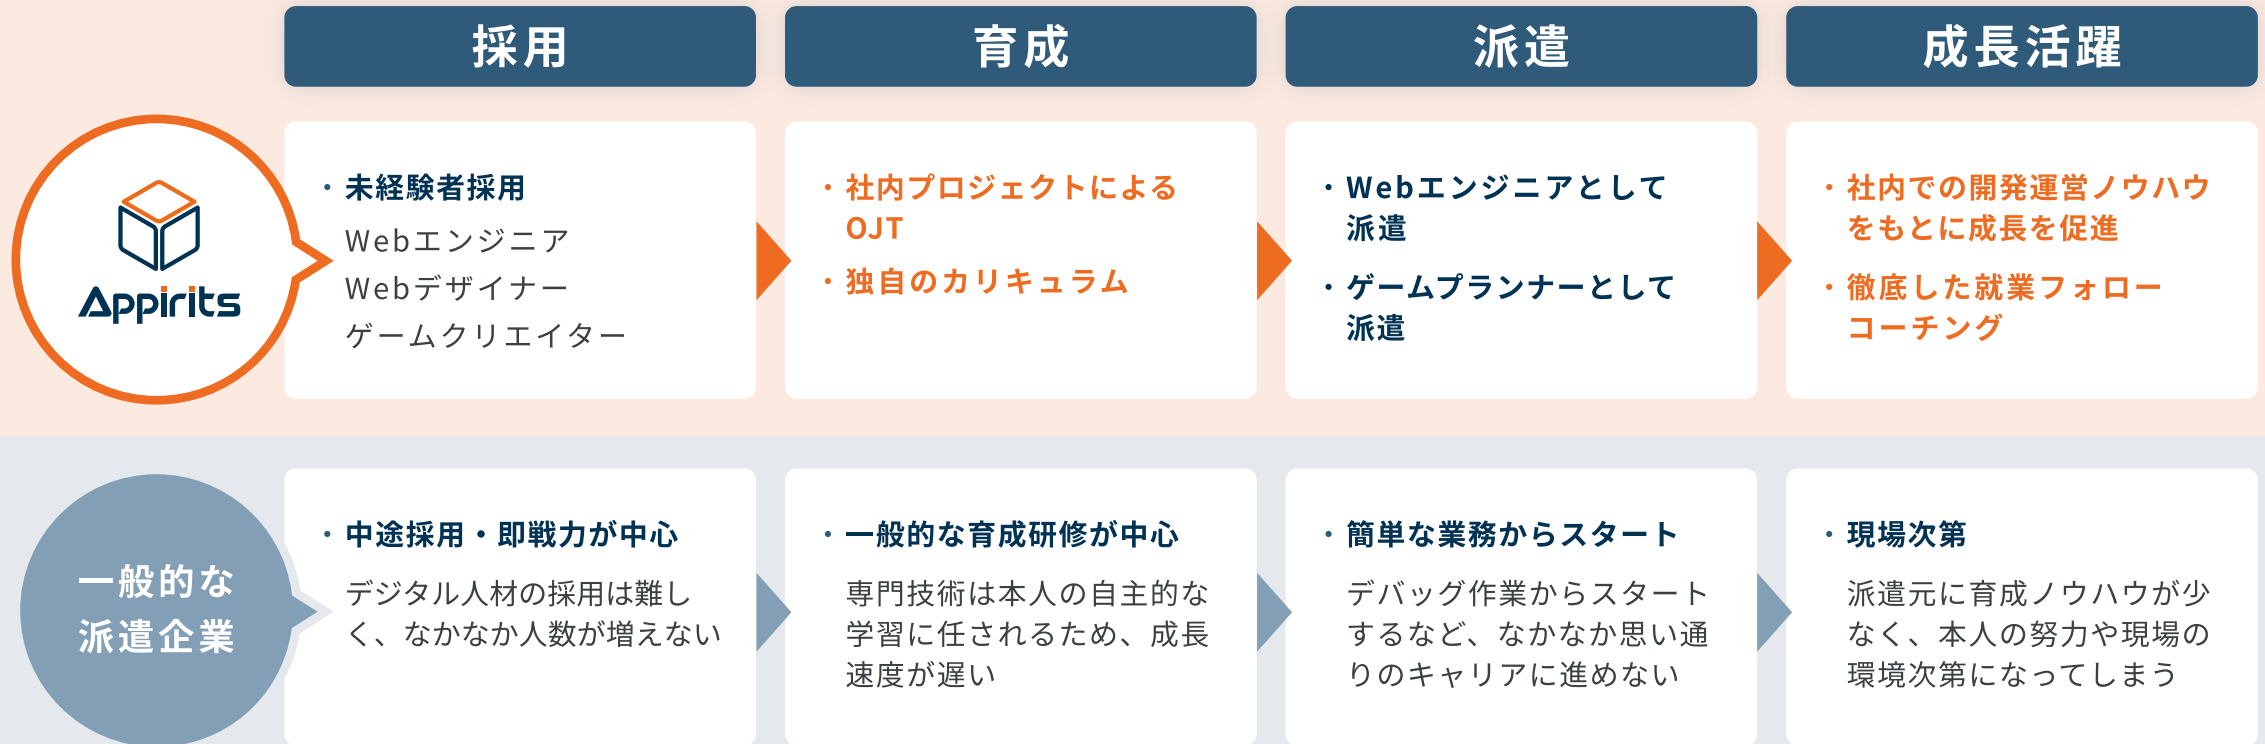 採用
育成
派遣
成長活躍
Appirits
・未経験者採用
Webエンジニア
Webデザイナー
ゲームクリエイター
・社内プロジェクトによる
OJT
・独自のカリキュラム
・Webエンジニアとして
派遣
・ゲームプランナーとして
派遣
・社内での開発運営ノウハウ
をもとに成長を促進
・徹底した就業フォロー
コーチング
一般的な
派遣企業
・中途採用・即戦力が中心
デジタル人材の採用は難し
く、なかなか人数が増えない
・一般的な育成研修が中心
専門技術は本人の自主的な
学習に任されるため、成長
速度が遅い
・簡単な業務からスタート
デバッグ作業からスタート
するなど、なかなか思い通
りのキャリアに進めない
・現場次第
派遣元に育成ノウハウが少
なく、本人の努力や現場の
環境次第になってしまう